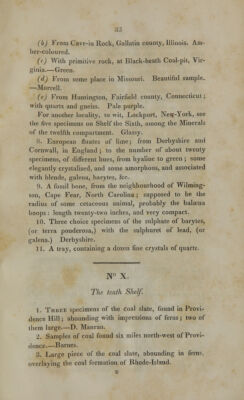 33
(b) From Cave-in Rock, Gallatin county, Illinois. Am-
ber-coloured.
(c) With primitive rock, at Black-heath Coal-pit, Vir-
ginia.—Green.
(d) From some place in Missouri. Beautiful sample.
—Morcell.
(e) From Huntington, Fairfield county, Connecticut;
with quartz and gneiss. Pale purple.
For another locality, to wit, Lockport, New-York, see
the five specimens on Shelf the Sixth, among the Minerals
of the twelfth compartment. Glassy.
8. European fluates of lime; from Derbyshire and
Cornwall, in England; to the number of about twenty
specimens, of different hues, from hyaline to green; some
elegantly crystalised, and some amorphous, and associated
with blende, galena, barytes, &c.
9. A fossil bone, from the neighbourhood of Wilming-
ton, Cape Fear, North Carolina; supposed to be the
radius of some cetaceous animal, probably the balæna
boops: length twenty-two inches, and very compact.
10. Three choice specimens of the sulphate of barytes,
(or terra ponderosa,) with the sulphuret of lead, (or
galena.) Derbyshire.
11. A tray, containing a dozen fine crystals of quartz.
Nº X.
The tenth Shelf.
1. Three specimens of the coal slate, found in Provi-
dence Hill; abounding with impressions of ferns; two of
them large.—D. Mauran.
2. Samples of coal found six miles north-west of Provi-
dence.—Barnes.
3. Large piece of the coal slate, abounding in ferns,
overlaying the coal formation of Rhode-Island.